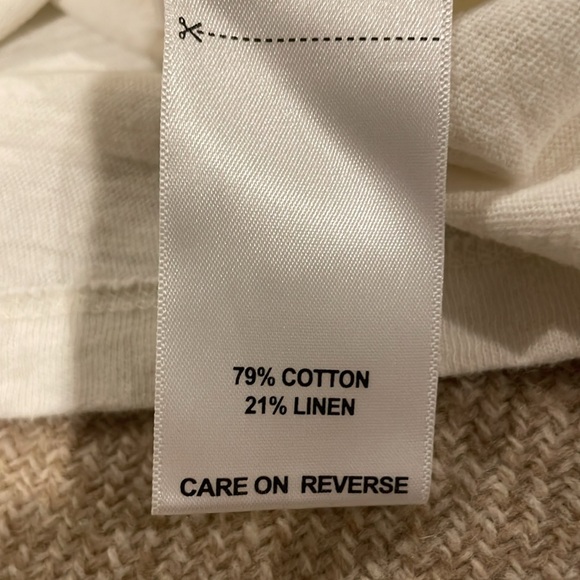 79% COTTON
21% LINEN
CARE ON REVERSE